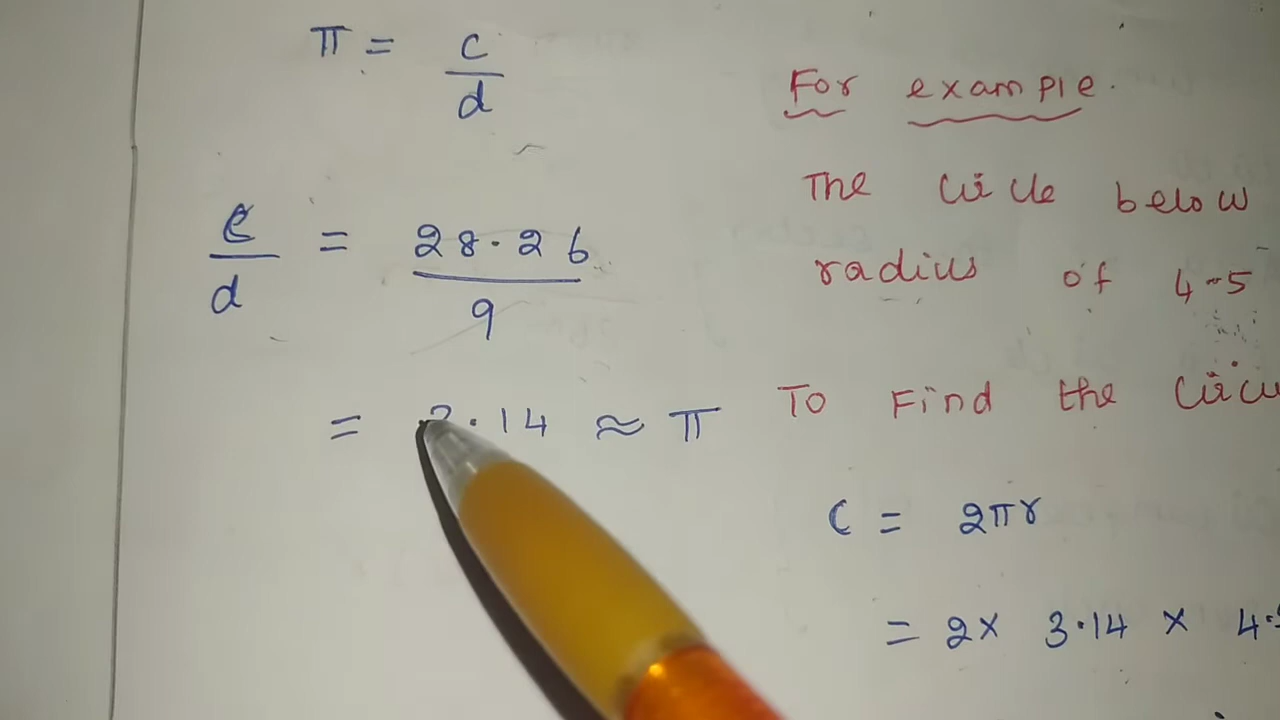 π = c
d
c
d
= 28.26
9
= 3.14 ≈ π
For example.
The Circle below
radius of 4.5
To Find the
C = 2πr
= 2 × 3.14 ×